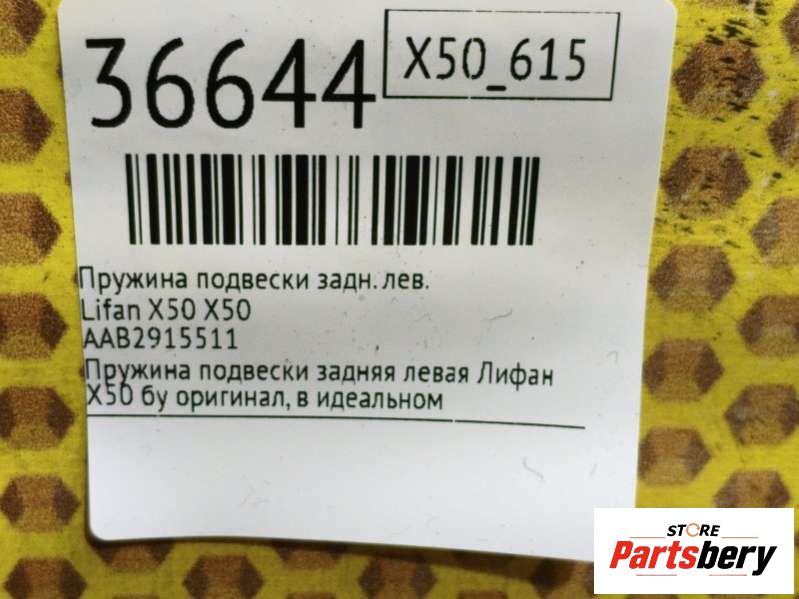 36644
X50_615
Пружина подвески задн. лев.
Lifan X50 X50
AAB2915511
Пружина подвески задняя левая Лифан
X50 бу оригинал, в идеальном
STORE
Partsbery